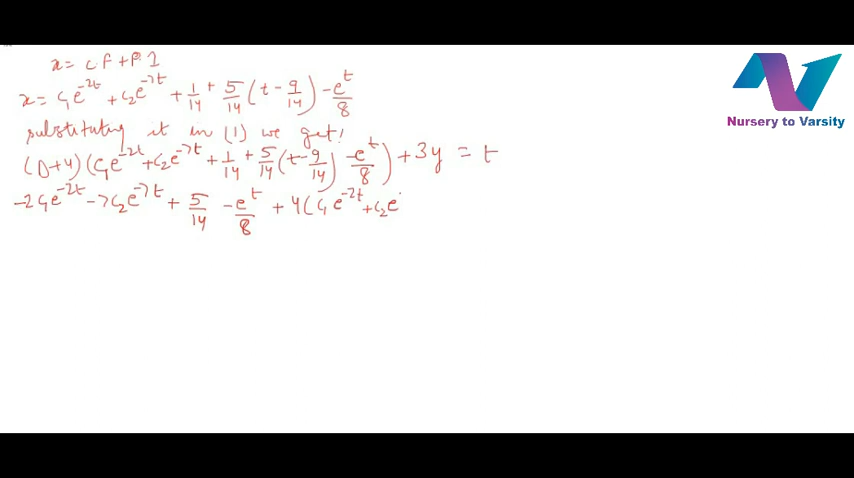 x = C.F + P.I
x = c₁e^{-2t} + c₂e^{-7t} + 1/14 + 5/14 (t - 9/14) - e^t/8
substituting it in (1) we get!
(D+4) (c₁e^{-2t} + c₂e^{-7t} + 1/14 + 5/14 (t - 9/14) - e^t/8) + 3y = t
-2c₁e^{-2t} - 7c₂e^{-7t} + 5/14 - e^t/8 + 4(c₁e^{-2t} + c₂e
Nursery to Varsity